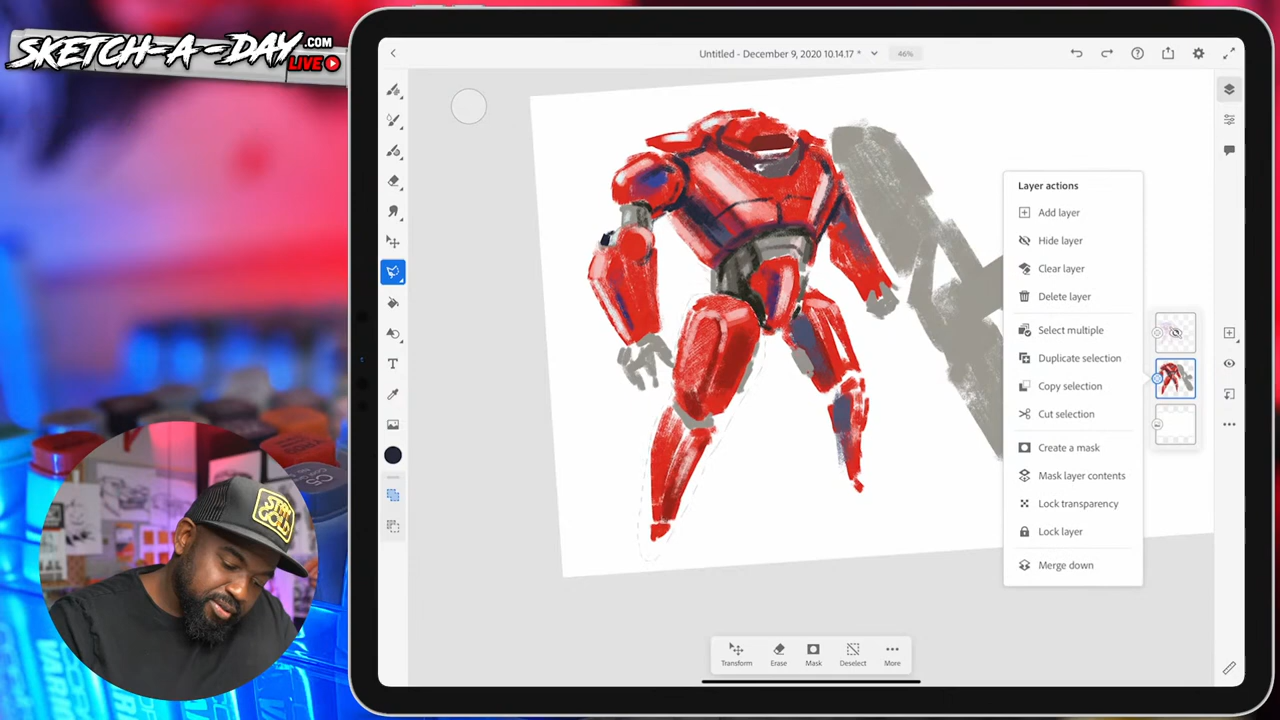 SKETCH-A-DAY.COM
LIVE
Untitled - December 9, 2020 10.14.17 *
46%
Layer actions
Add layer
Hide layer
Clear layer
Delete layer
Select multiple
Duplicate selection
Copy selection
Cut selection
Create a mask
Mask layer contents
Lock transparency
Lock layer
Merge down
T
Transform
Erase
Mask
Deselect
More
STAY
GOLD